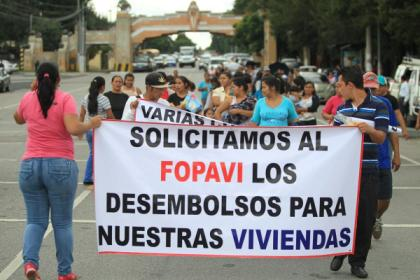 VARIAS
SOLICITAMOS AL
FOPAVI LOS
DESEMBOLSOS PARA
NUESTRAS VIVIENDAS